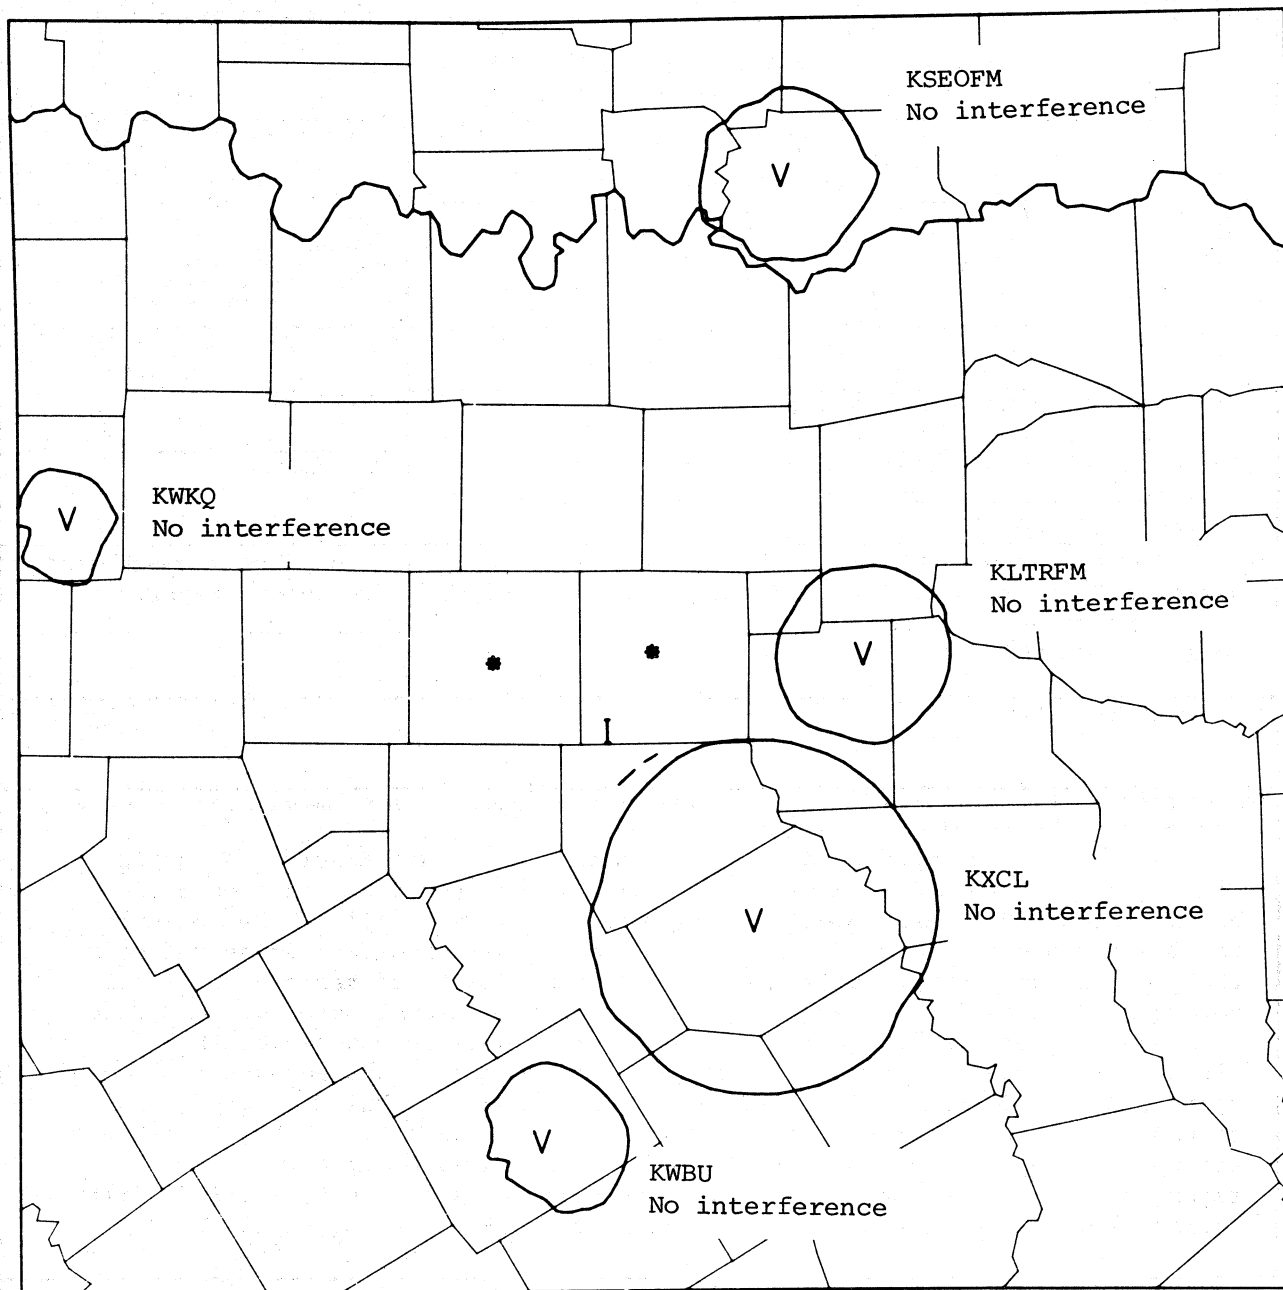 KSEOFM
No interference
V
KWKQ
No interference
V
KLTRFM
No interference
V
KXCL
No interference
V
KWBU
No interference
V